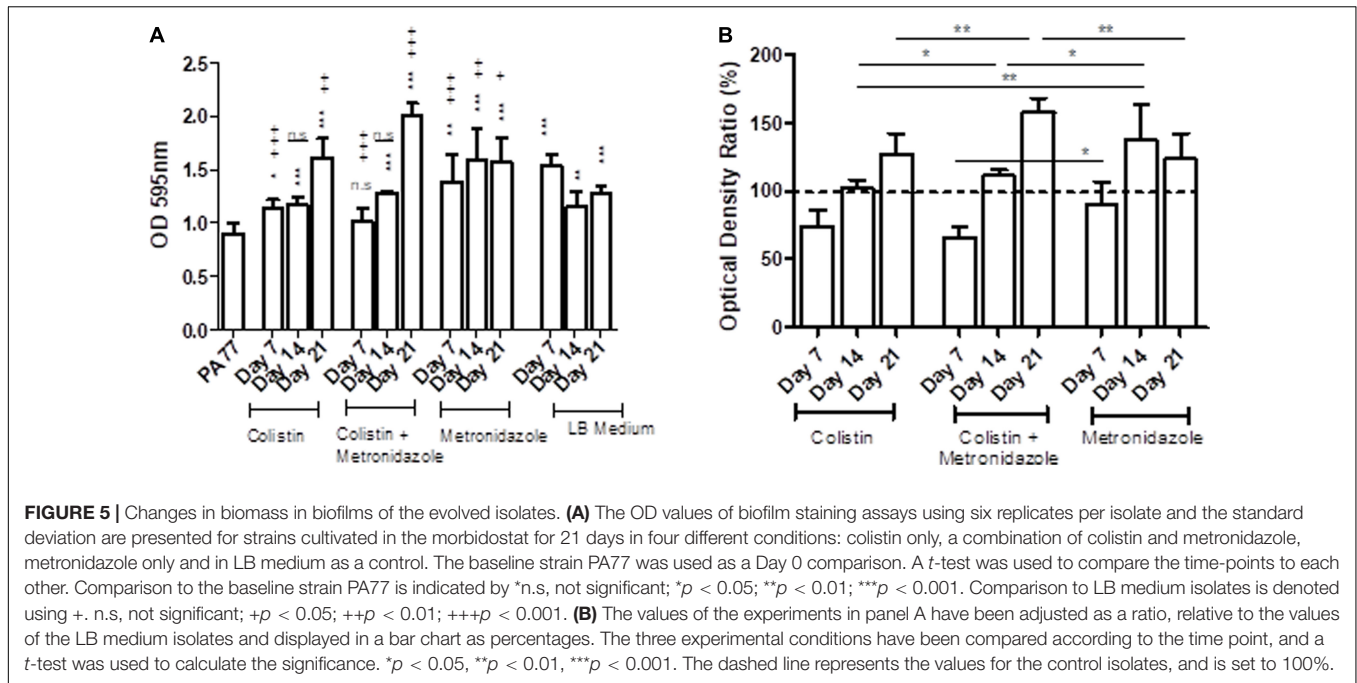 A
2.5
2.0
1.5
1.0
0.5
0.0
OD 595nm
n.s
n.s
n.s
PA77
Day 7
Day 14
Day 21
Day 7
Day 14
Day 21
Day 7
Day 14
Day 21
Day 7
Day 14
Day 21
Colistin
Colistin +
Metronidazole
Metronidazole
LB Medium
B
200
150
100
50
0
Optical Density Ratio (%)
**
**
*
*
**
*
Day 7
Day 14
Day 21
Day 7
Day 14
Day 21
Day 7
Day 14
Day 21
Colistin
Colistin +
Metronidazole
Metronidazole
FIGURE 5 | Changes in biomass in biofilms of the evolved isolates. (A) The OD values of biofilm staining assays using six replicates per isolate and the standard
deviation are presented for strains cultivated in the morbidostat for 21 days in four different conditions: colistin only, a combination of colistin and metronidazole,
metronidazole only and in LB medium as a control. The baseline strain PA77 was used as a Day 0 comparison. A t-test was used to compare the time-points to each
other. Comparison to the baseline strain PA77 is indicated by *n.s, not significant; *p < 0.05; **p < 0.01; ***p < 0.001. Comparison to LB medium isolates is denoted
using +. n.s, not significant; +p < 0.05; ++p < 0.01; +++p < 0.001. (B) The values of the experiments in panel A have been adjusted as a ratio, relative to the values
of the LB medium isolates and displayed in a bar chart as percentages. The three experimental conditions have been compared according to the time point, and a
t-test was used to calculate the significance. *p < 0.05, **p < 0.01, ***p < 0.001. The dashed line represents the values for the control isolates, and is set to 100%.